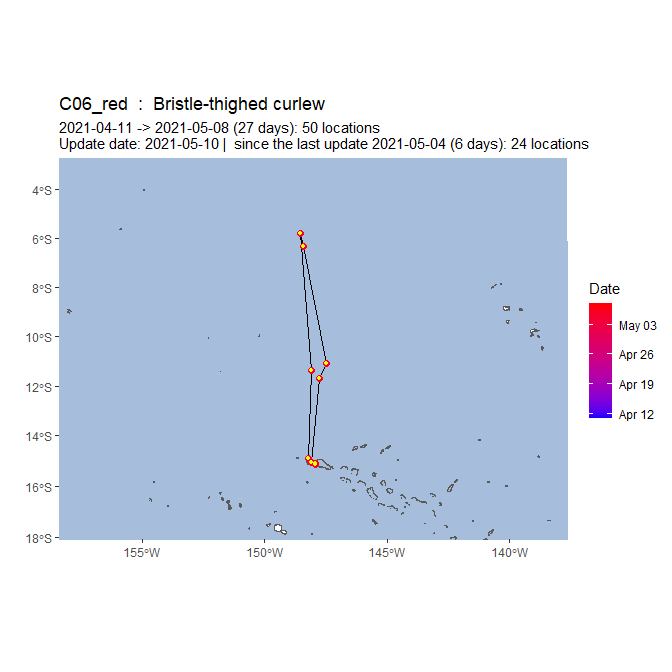 C06_red : Bristle-thighed curlew
2021-04-11 -> 2021-05-08 (27 days): 50 locations
Update date: 2021-05-10 | since the last update 2021-05-04 (6 days): 24 locations
4°S
6°S
8°S
10°S
12°S
14°S
16°S
18°S
155°W
150°W
145°W
140°W
Date
May 03
Apr 26
Apr 19
Apr 12